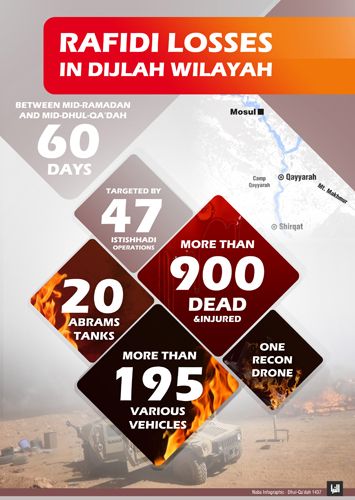 RAFIDI LOSSES
IN DIJLAH WILAYAH
BETWEEN MID-RAMADAN
AND MID-DHUL-QA'DAH
60
DAYS
Mosul
Camp
Qayyarah
Qayyarah
Mt. Makhmur
Shirqat
TARGETED BY
47
ISTISHHADI
OPERATIONS
MORE THAN
900
DEAD
&INJURED
20
ABRAMS
TANKS
MORE THAN
195
VARIOUS
VEHICLES
ONE
RECON
DRONE
Naba Infographic Dhul-Qa'dah 1437